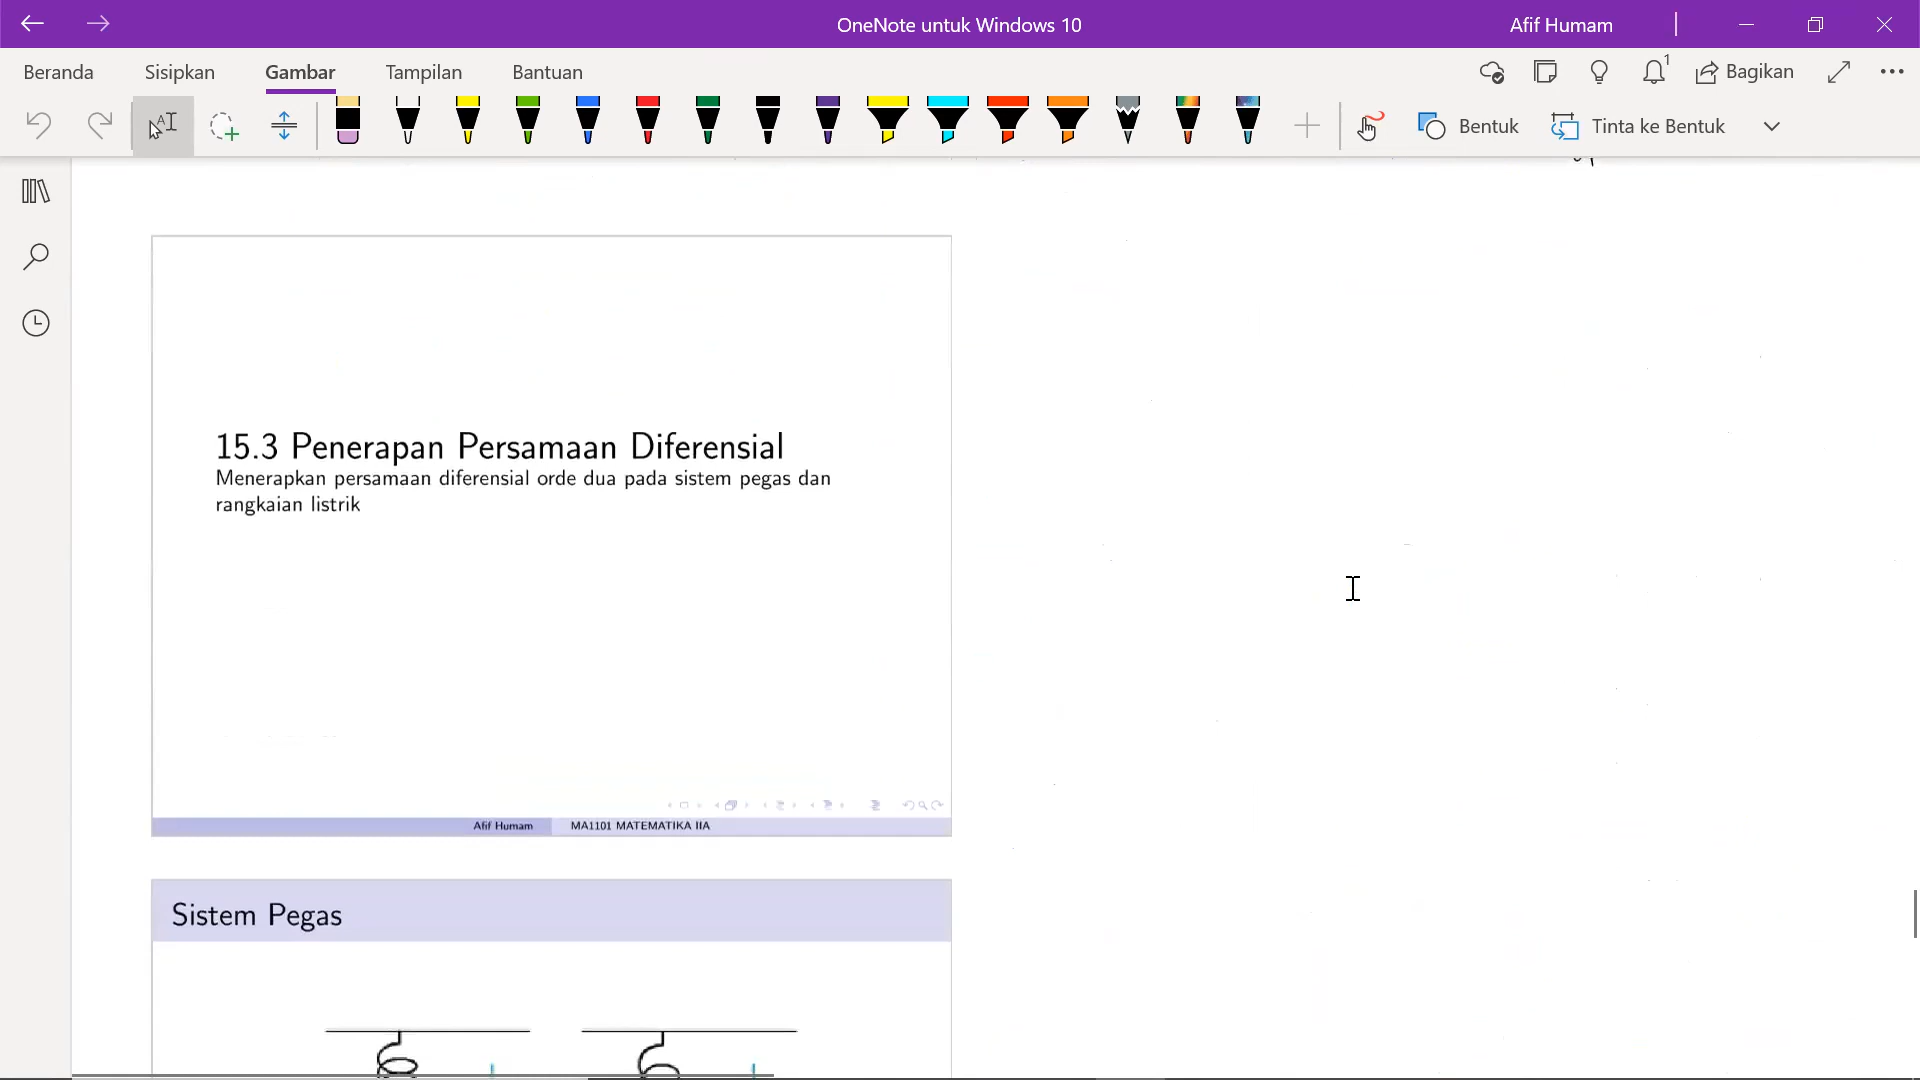 OneNote untuk Windows 10
Afif Humam
Beranda
Sisipkan
Gambar
Tampilan
Bantuan
1
Bagikan
Bentuk
Tinta ke Bentuk
15.3 Penerapan Persamaan Diferensial
Menerapkan persamaan diferensial orde dua pada sistem pegas dan
rangkaian listrik
Afif Humam
MA1101 MATEMATIKA IIA
Sistem Pegas